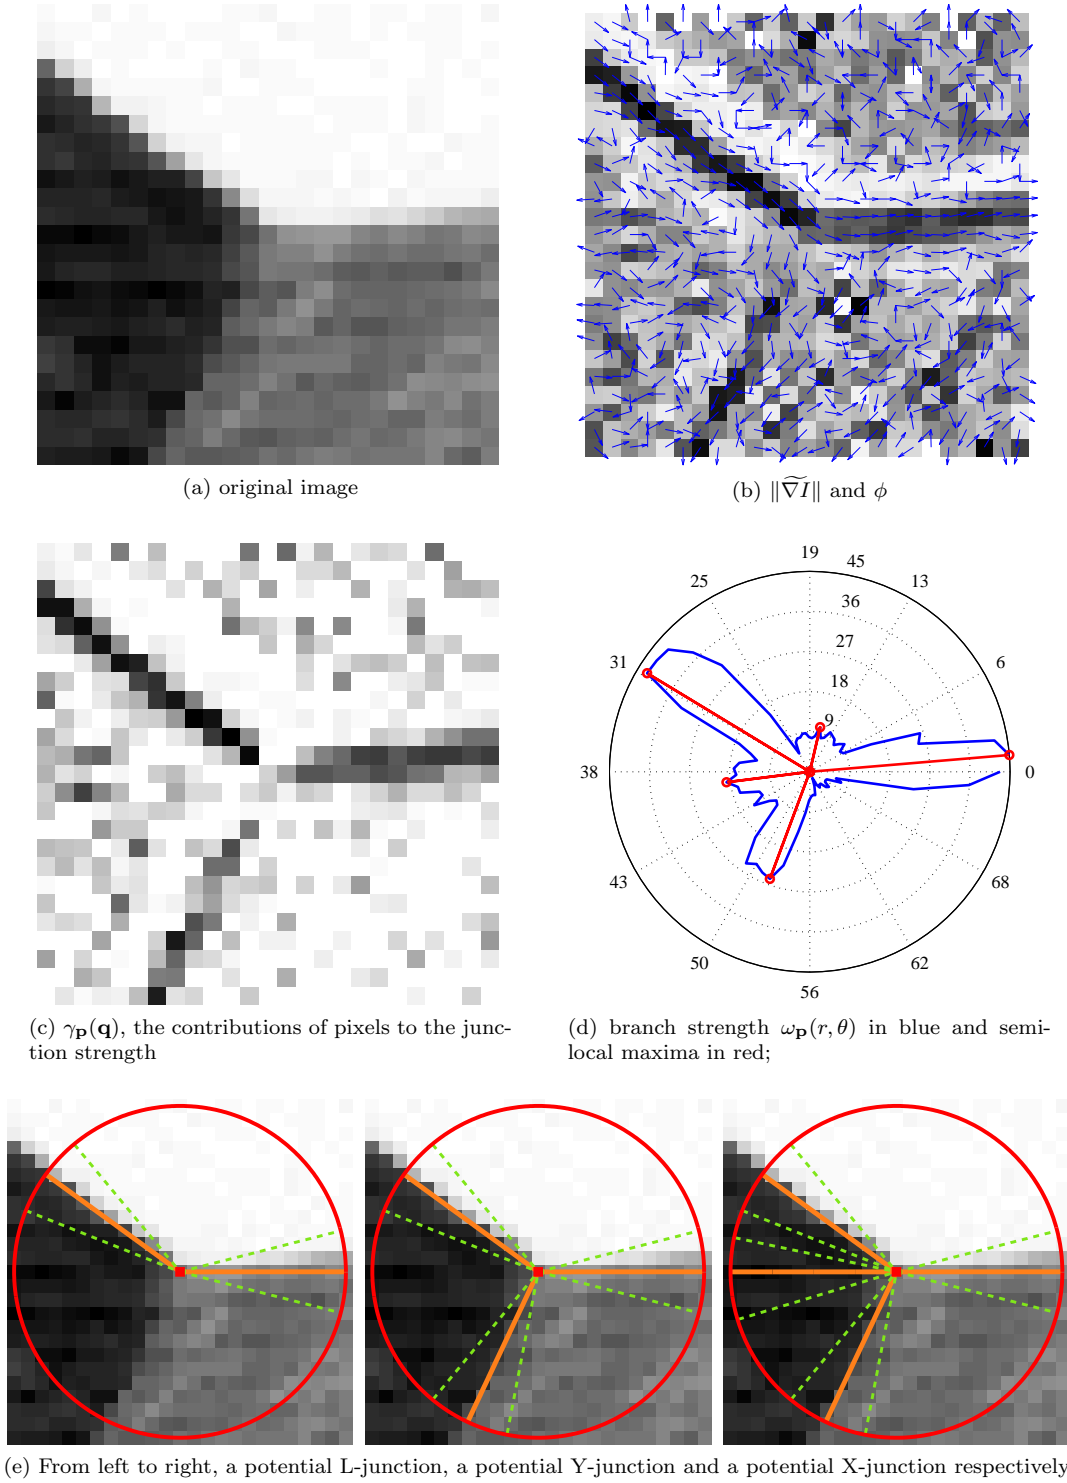 (a) original image
(b) ‖∇̃I‖ and ϕ
19
45
25
13
36
31
27
6
18
9
38
0
43
68
50
62
56
(c) γₚ(q), the contributions of pixels to the junc-
tion strength
(d) branch strength ωₚ(r, θ) in blue and semi-
local maxima in red;
(e) From left to right, a potential L-junction, a potential Y-junction and a potential X-junction respectively